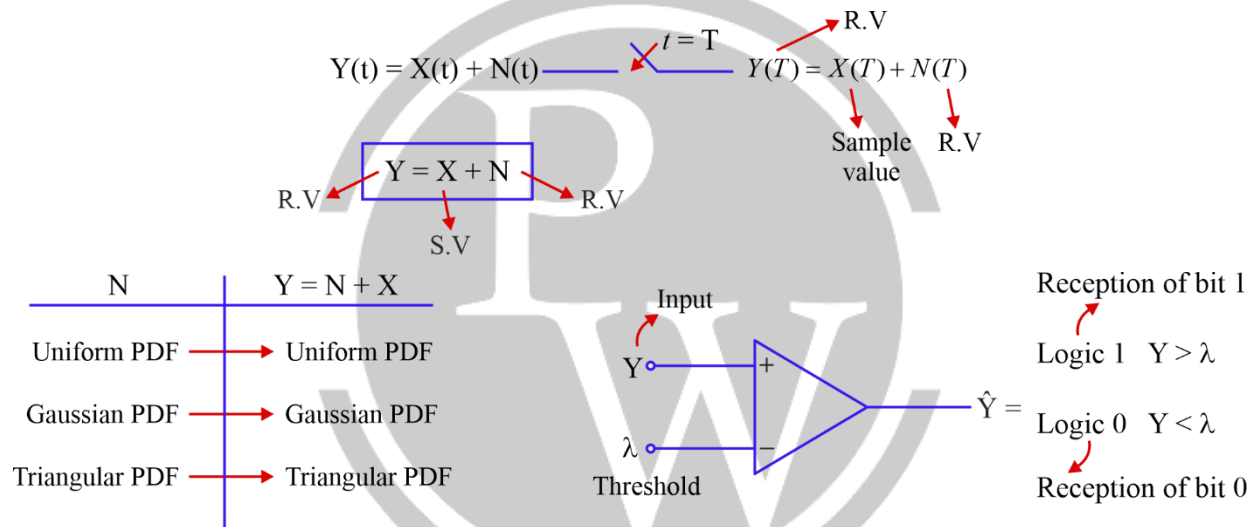 R.V
t = T
Y(t) = X(t) + N(t)
Y(T) = X(T) + N(T)
Sample
value
R.V
Y = X + N
R.V
R.V
S.V
N
Y = N + X
Uniform PDF
Uniform PDF
Gaussian PDF
Gaussian PDF
Triangular PDF
Triangular PDF
Input
Y
+
λ
−
Threshold
Ŷ =
Reception of bit 1
Logic 1 Y > λ
Logic 0 Y < λ
Reception of bit 0
PW